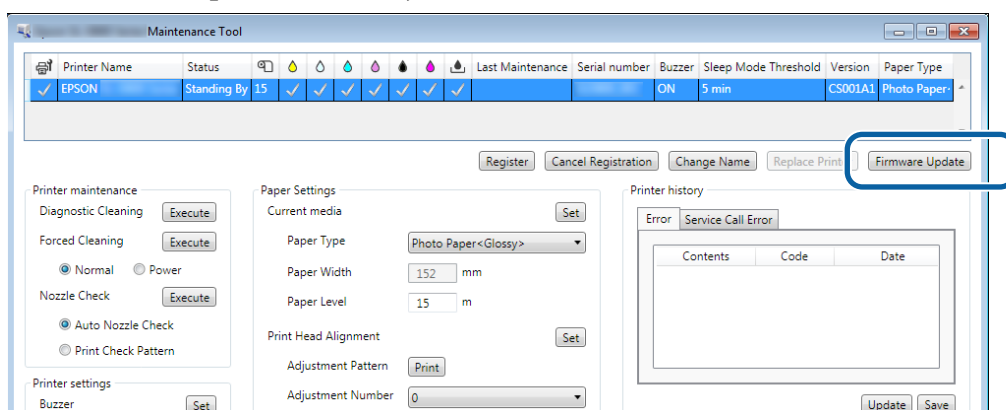 Maintenance Tool
Printer Name Status Last Maintenance Serial number Buzzer Sleep Mode Threshold Version Paper Type
EPSON Standing By 15 ON 5 min CS001A1 Photo Paper-
Register Cancel Registration Change Name Replace Firmware Update
Printer maintenance
Diagnostic Cleaning Execute
Forced Cleaning Execute
Normal Power
Nozzle Check Execute
Auto Nozzle Check
Print Check Pattern
Printer settings
Buzzer Set
Paper Settings
Current media Set
Paper Type Photo Paper<Glossy>
Paper Width 152 mm
Paper Level 15 m
Print Head Alignment Set
Adjustment Pattern Print
Adjustment Number 0
Printer history
Error Service Call Error
Contents Code Date
Update Save